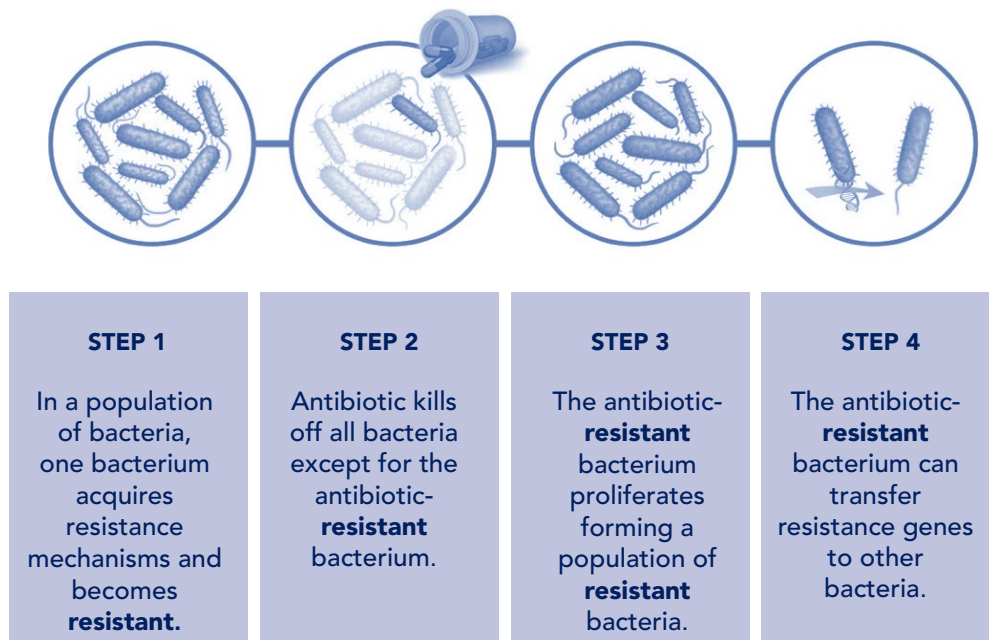 STEP 1
In a population
of bacteria,
one bacterium
acquires
resistance
mechanisms and
becomes
resistant.
STEP 2
Antibiotic kills
off all bacteria
except for the
antibiotic-
resistant
bacterium.
STEP 3
The antibiotic-
resistant
bacterium
proliferates
forming a
population of
resistant
bacteria.
STEP 4
The antibiotic-
resistant
bacterium can
transfer
resistance genes
to other
bacteria.